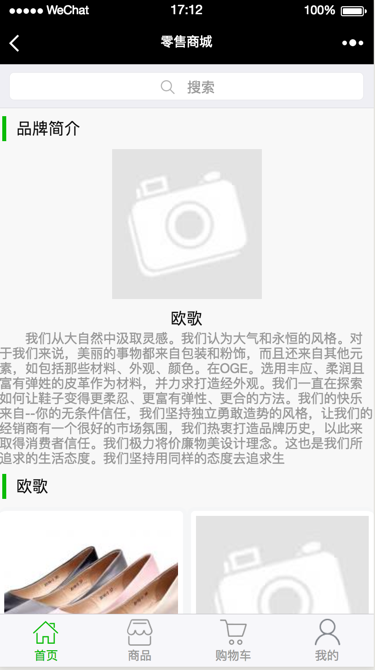 WeChat 17:12 100%
零售商城
搜索
品牌简介
欧歌
我们从大自然中汲取灵感。我们认为大气和永恒的风格。对
于我们来说，美丽的事物都来自包装和粉饰，而且还来自其他元
素，如包括那些材料、外观、颜色。在OGE。选用丰应、柔润且
富有弹姓的皮革作为材料，并力求打造经外观。我们一直在探索
如何让鞋子变得更柔忍、更富有弹性、更合的方法。我们的快乐
来自--你的无条件信任，我们坚持独立勇敢造势的风格，让我们的
经销商有一个很好的市场氛围，我们热衷打造品牌历史，以此来
取得消费者信任。我们极力将价廉物美设计理念。这也是我们所
追求的生活态度。我们坚持用同样的态度去追求生
欧歌
首页 商品 购物车 我的